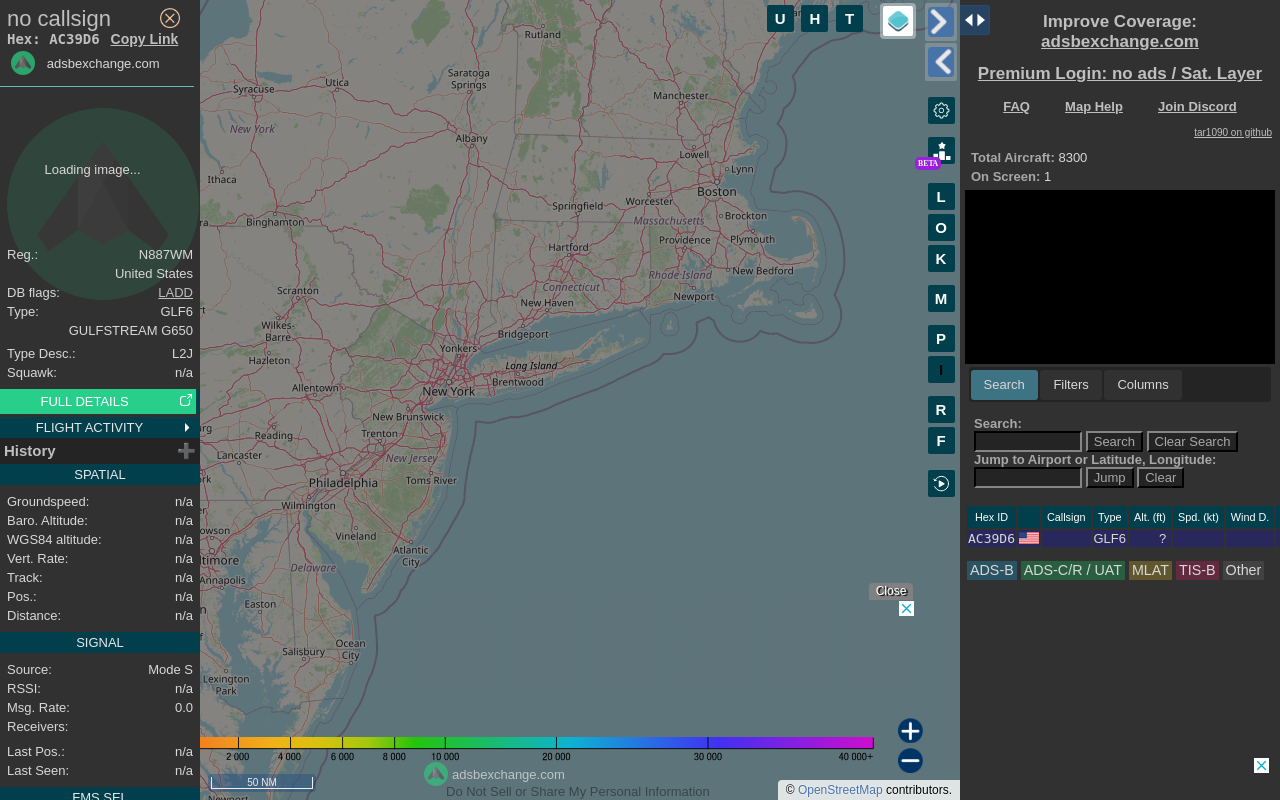 no callsign
Hex: AC39D6 Copy Link
adsbexchange.com
Loading image...
Reg.: N887WM
United States
DB flags: LADD
Type: GLF6
GULFSTREAM G650
Type Desc.: L2J
Squawk: n/a
FULL DETAILS
FLIGHT ACTIVITY
History
SPATIAL
Groundspeed: n/a
Baro. Altitude: n/a
WGS84 altitude: n/a
Vert. Rate: n/a
Track: n/a
Pos.: n/a
Distance: n/a
SIGNAL
Source: Mode S
RSSI: n/a
Msg. Rate: 0.0
Receivers:
Last Pos.: n/a
Last Seen: n/a
FMS SEL
U H T
Rutland
Saratoga Springs
Utica
Syracuse
Manchester
New York
Albany
Lowell
Lynn
Ithaca
Boston
Worcester
Springfield
Brockton
Binghamton
Massachusetts
Providence
Plymouth
Hartford
New Bedford
Rhode Island
Connecticut
Newport
Scranton
New Haven
Wilkes-Barre
Bridgeport
Yonkers
Hazleton
Long Island
Brentwood
Allentown
New York
New Brunswick
Reading
Trenton
Lancaster
New Jersey
Philadelphia
Toms River
Wilmington
Vineland
Atlantic City
Delaware
Annapolis
Easton
Ocean City
Salisbury
Lexington Park
Newport
BETA
L
O
K
M
P
I
R
F
Close
2 000 4 000 6 000 8 000 10 000 20 000 30 000 40 000+
50 NM
adsbexchange.com
Do Not Sell or Share My Personal Information
© OpenStreetMap contributors.
Improve Coverage:
adsbexchange.com
Premium Login: no ads / Sat. Layer
FAQ Map Help Join Discord
tar1090 on github
Total Aircraft: 8300
On Screen: 1
Search Filters Columns
Search:
Search Clear Search
Jump to Airport or Latitude, Longitude:
Jump Clear
Hex ID Callsign Type Alt. (ft) Spd. (kt) Wind D.
AC39D6 GLF6 ?
ADS-B ADS-C/R / UAT MLAT TIS-B Other